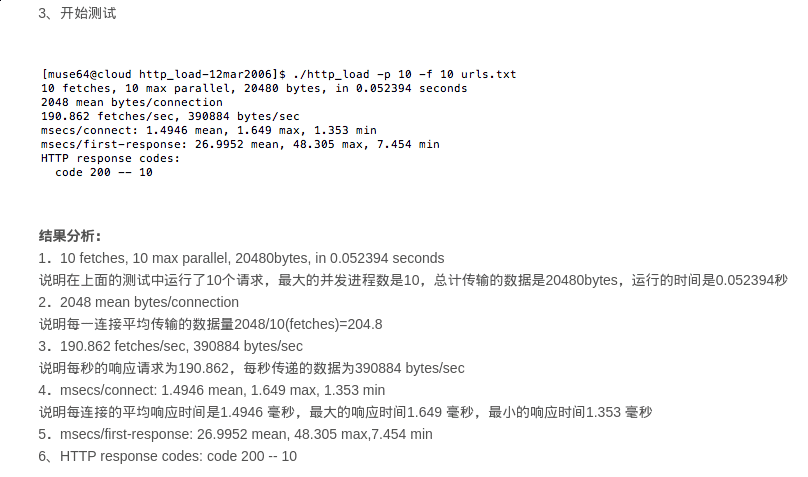 3、开始测试
[muse64@cloud http_load-12mar2006]$ ./http_load -p 10 -f 10 urls.txt
10 fetches, 10 max parallel, 20480 bytes, in 0.052394 seconds
2048 mean bytes/connection
190.862 fetches/sec, 390884 bytes/sec
msecs/connect: 1.4946 mean, 1.649 max, 1.353 min
msecs/first-response: 26.9952 mean, 48.305 max, 7.454 min
HTTP response codes:
  code 200 -- 10
结果分析:
1．10 fetches, 10 max parallel, 20480bytes, in 0.052394 seconds
说明在上面的测试中运行了10个请求，最大的并发进程数是10，总计传输的数据是20480bytes，运行的时间是0.052394秒
2．2048 mean bytes/connection
说明每一连接平均传输的数据量2048/10(fetches)=204.8
3．190.862 fetches/sec, 390884 bytes/sec
说明每秒的响应请求为190.862，每秒传递的数据为390884 bytes/sec
4．msecs/connect: 1.4946 mean, 1.649 max, 1.353 min
说明每连接的平均响应时间是1.4946 毫秒，最大的响应时间1.649 毫秒，最小的响应时间1.353 毫秒
5．msecs/first-response: 26.9952 mean, 48.305 max,7.454 min
6、HTTP response codes: code 200 -- 10